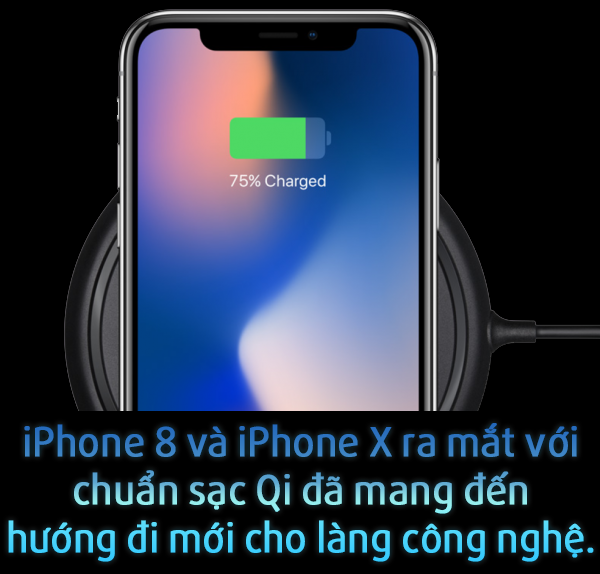 75% Charged
iPhone 8 và iPhone X ra mắt với
chuẩn sạc Qi đã mang đến
hướng đi mới cho làng công nghệ.